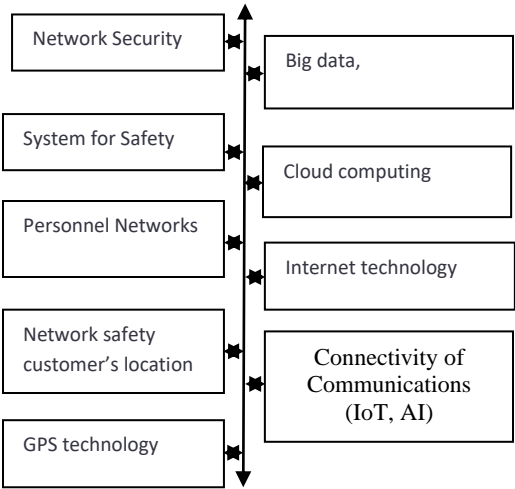 Network Security
Big data,
System for Safety
Cloud computing
Personnel Networks
Internet technology
Network safety
customer's location
Connectivity of
Communications
(IoT, AI)
GPS technology